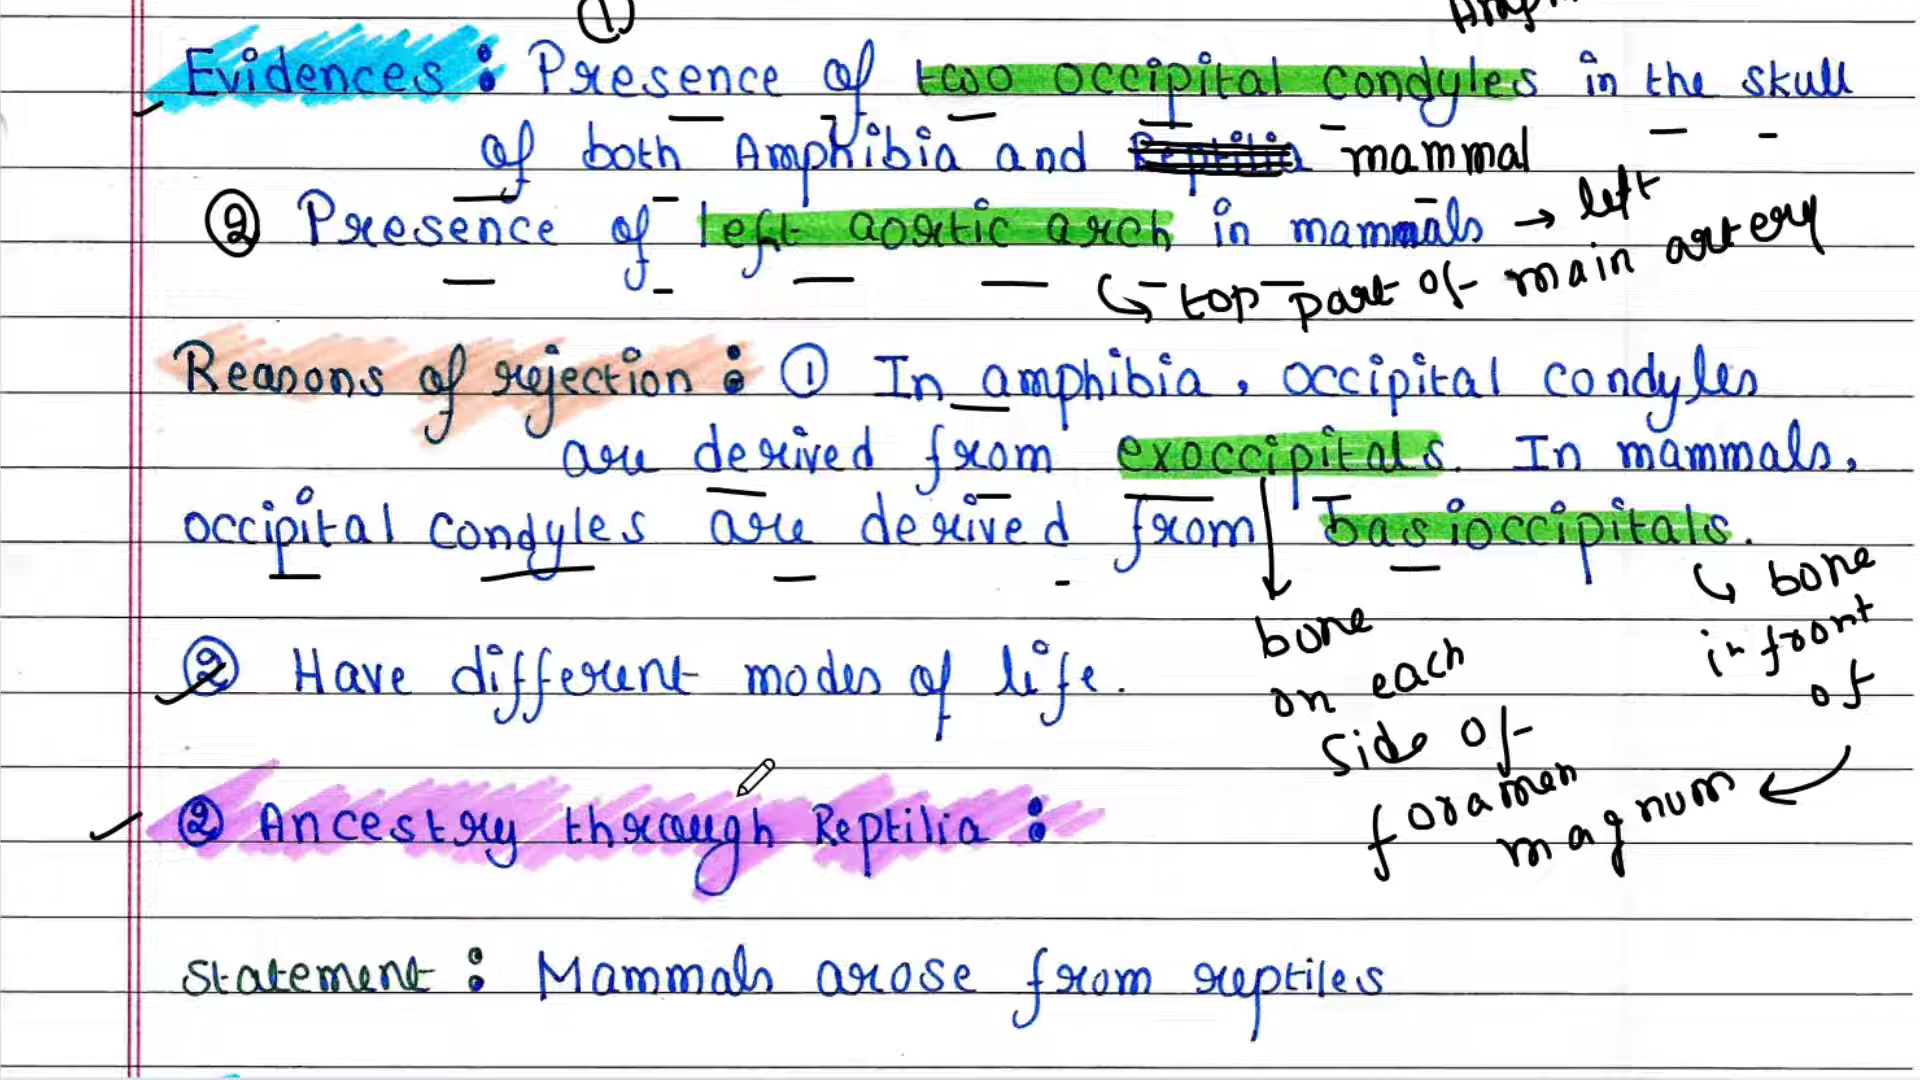 ①
Evidences : Presence of two occipital condyles in the skull
of both Amphibia and mammal
② Presence of left aortic arch in mammals → left
↳ top part of main artery
Reasons of rejection : ① In amphibia, occipital condyles
are derived from exoccipitals. In mammals,
occipital condyles are derived from basioccipitals.
↳ bone
in front
of
bone
on each
side of
foramen
magnum
② Have different modes of life.
② Ancestry through Reptilia :
Statement : Mammals arose from reptiles